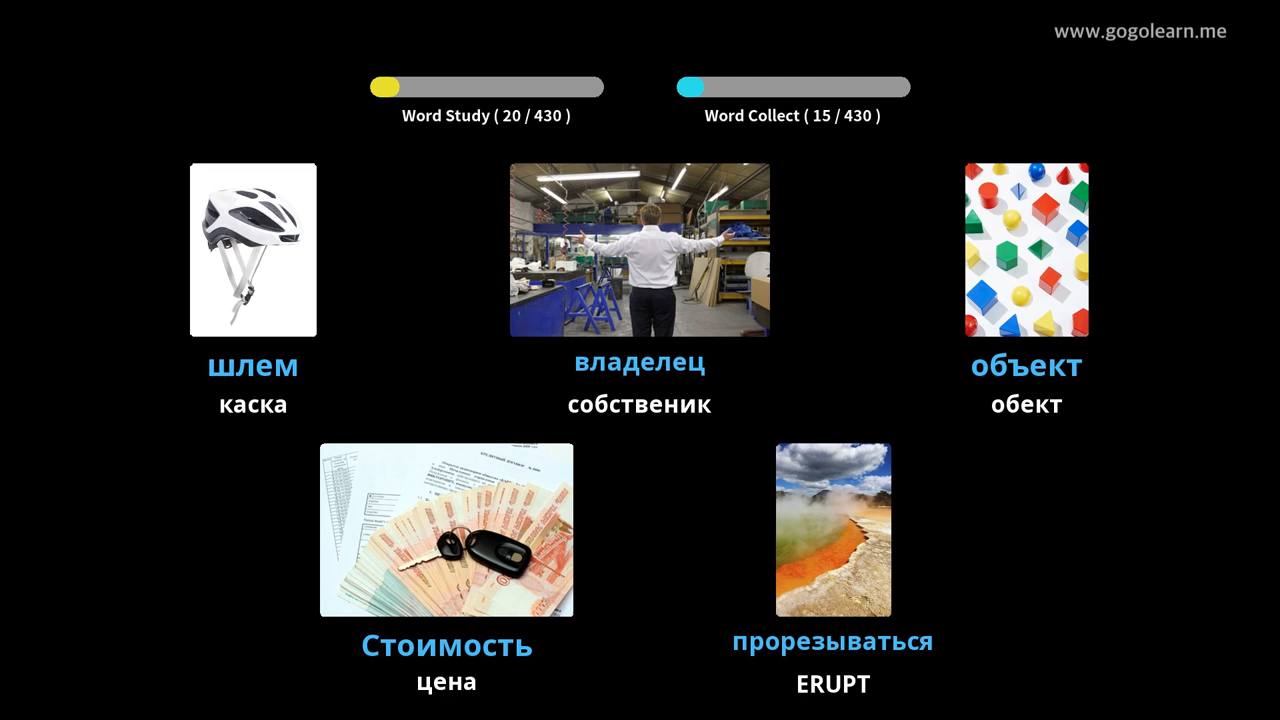 www.gogolearn.me
Word Study ( 20 / 430 )
Word Collect ( 15 / 430 )
шлем
каска
владелец
собственик
объект
обект
Стоимость
цена
прорезываться
ERUPT